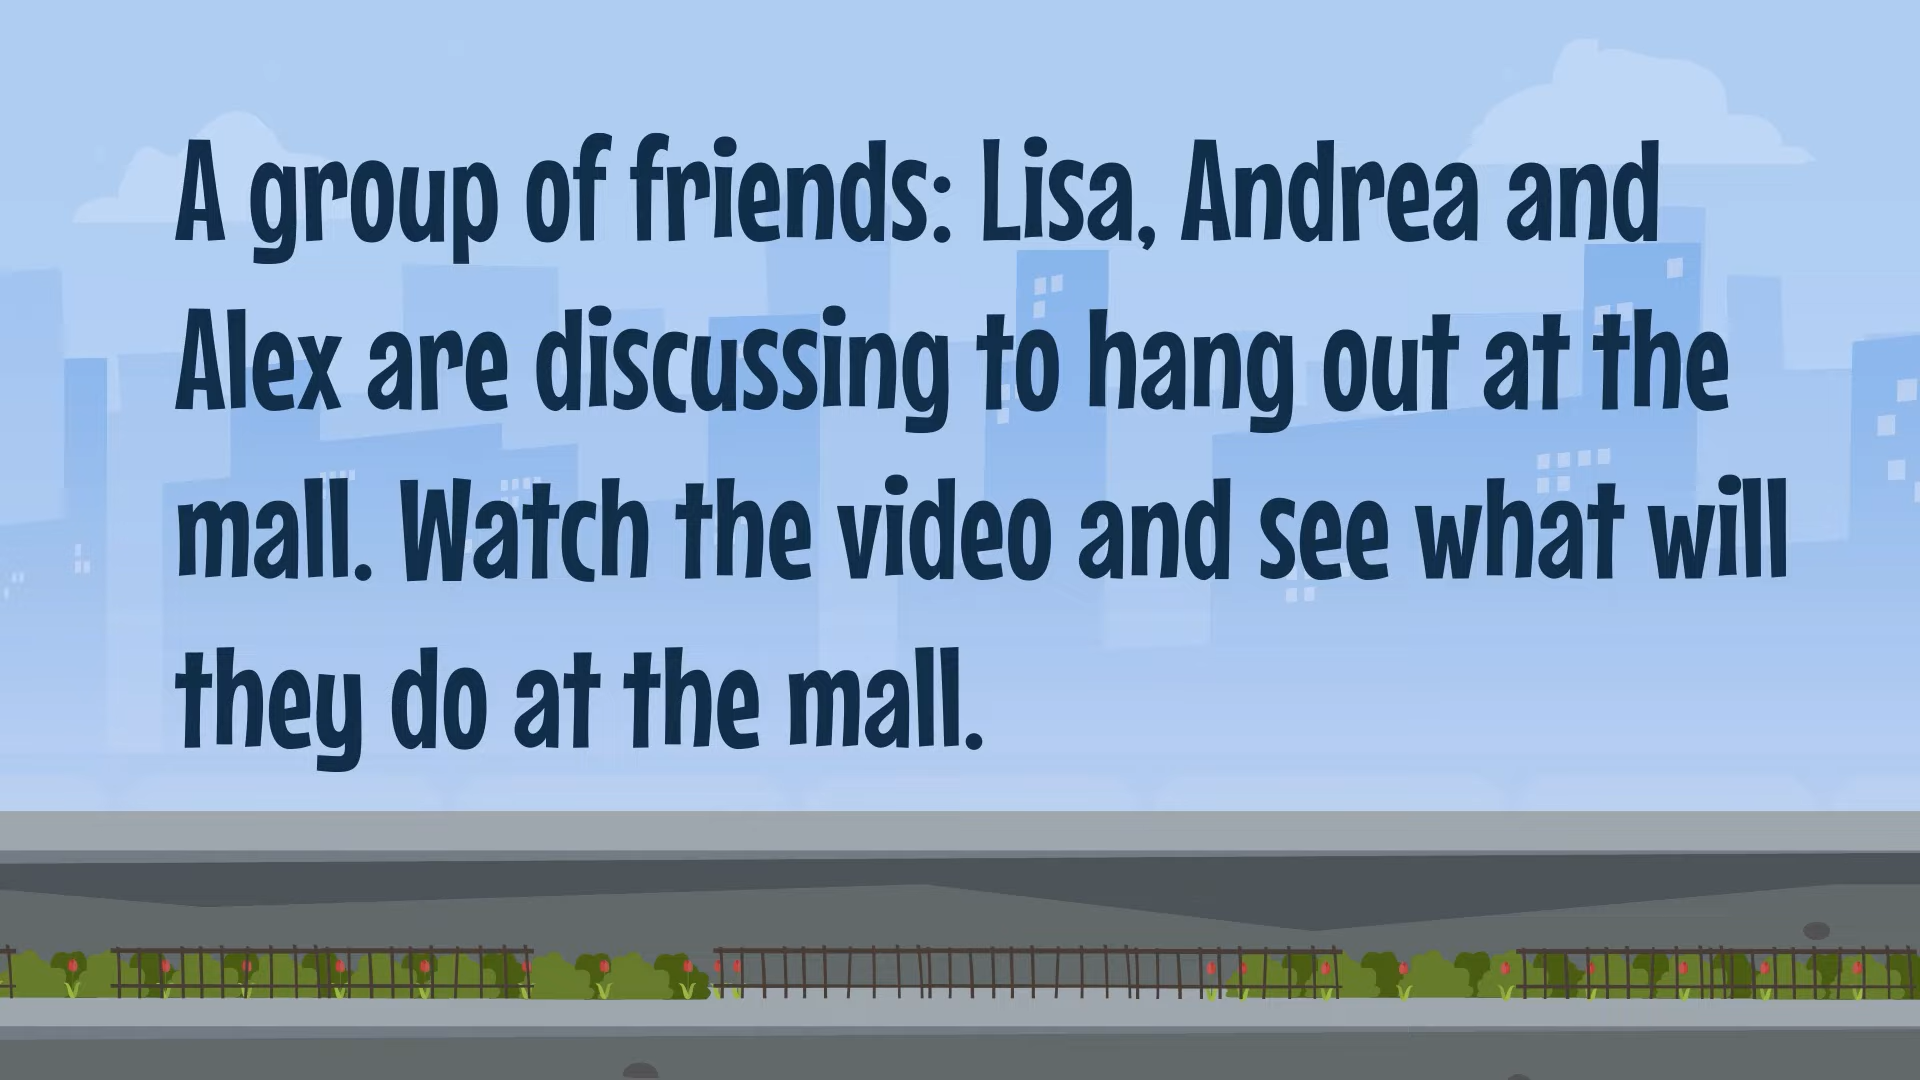 A group of friends: Lisa, Andrea and
Alex are discussing to hang out at the
mall. Watch the video and see what will
they do at the mall.